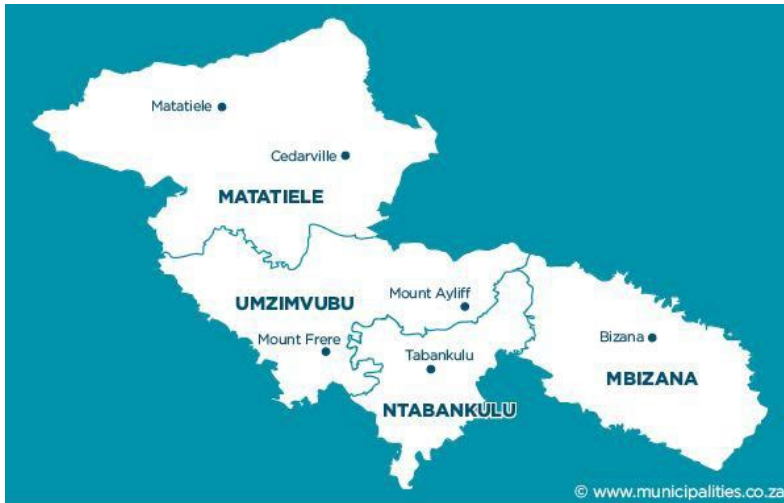 Matatiele
Cedarville
MATATIELE
Mount Ayliff
UMZIMVUBU
Mount Frere
Bizana
Tabankulu
MBIZANA
NTABANKULU
© www.municipalities.co.za